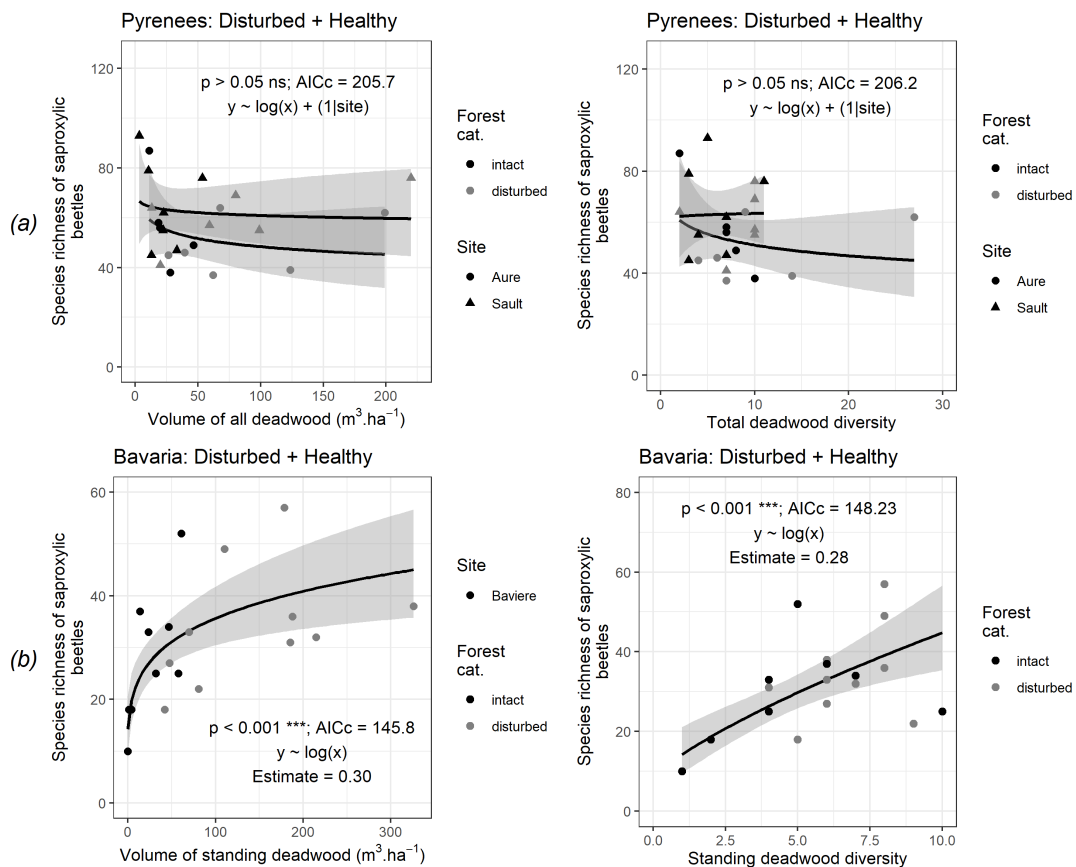 Pyrenees: Disturbed + Healthy
p > 0.05 ns; AICc = 205.7
y ~ log(x) + (1|site)
120
80
40
0
0
50
100
150
200
Volume of all deadwood (m³.ha⁻¹)
Species richness of saproxylic
beetles
(a)
Forest
cat.
intact
disturbed
Site
Aure
Sault
Pyrenees: Disturbed + Healthy
p > 0.05 ns; AICc = 206.2
y ~ log(x) + (1|site)
120
80
40
0
0
10
20
30
Total deadwood diversity
Species richness of saproxylic
beetles
Forest
cat.
intact
disturbed
Site
Aure
Sault
Bavaria: Disturbed + Healthy
p < 0.001 ***; AICc = 145.8
y ~ log(x)
Estimate = 0.30
60
40
20
0
0
100
200
300
Volume of standing deadwood (m³.ha⁻¹)
Species richness of saproxylic
beetles
(b)
Site
Baviere
Forest
cat.
intact
disturbed
Bavaria: Disturbed + Healthy
p < 0.001 ***; AICc = 148.23
y ~ log(x)
Estimate = 0.28
80
60
40
20
0
0.0
2.5
5.0
7.5
10.0
Standing deadwood diversity
Species richness of saproxylic
beetles
Forest
cat.
intact
disturbed